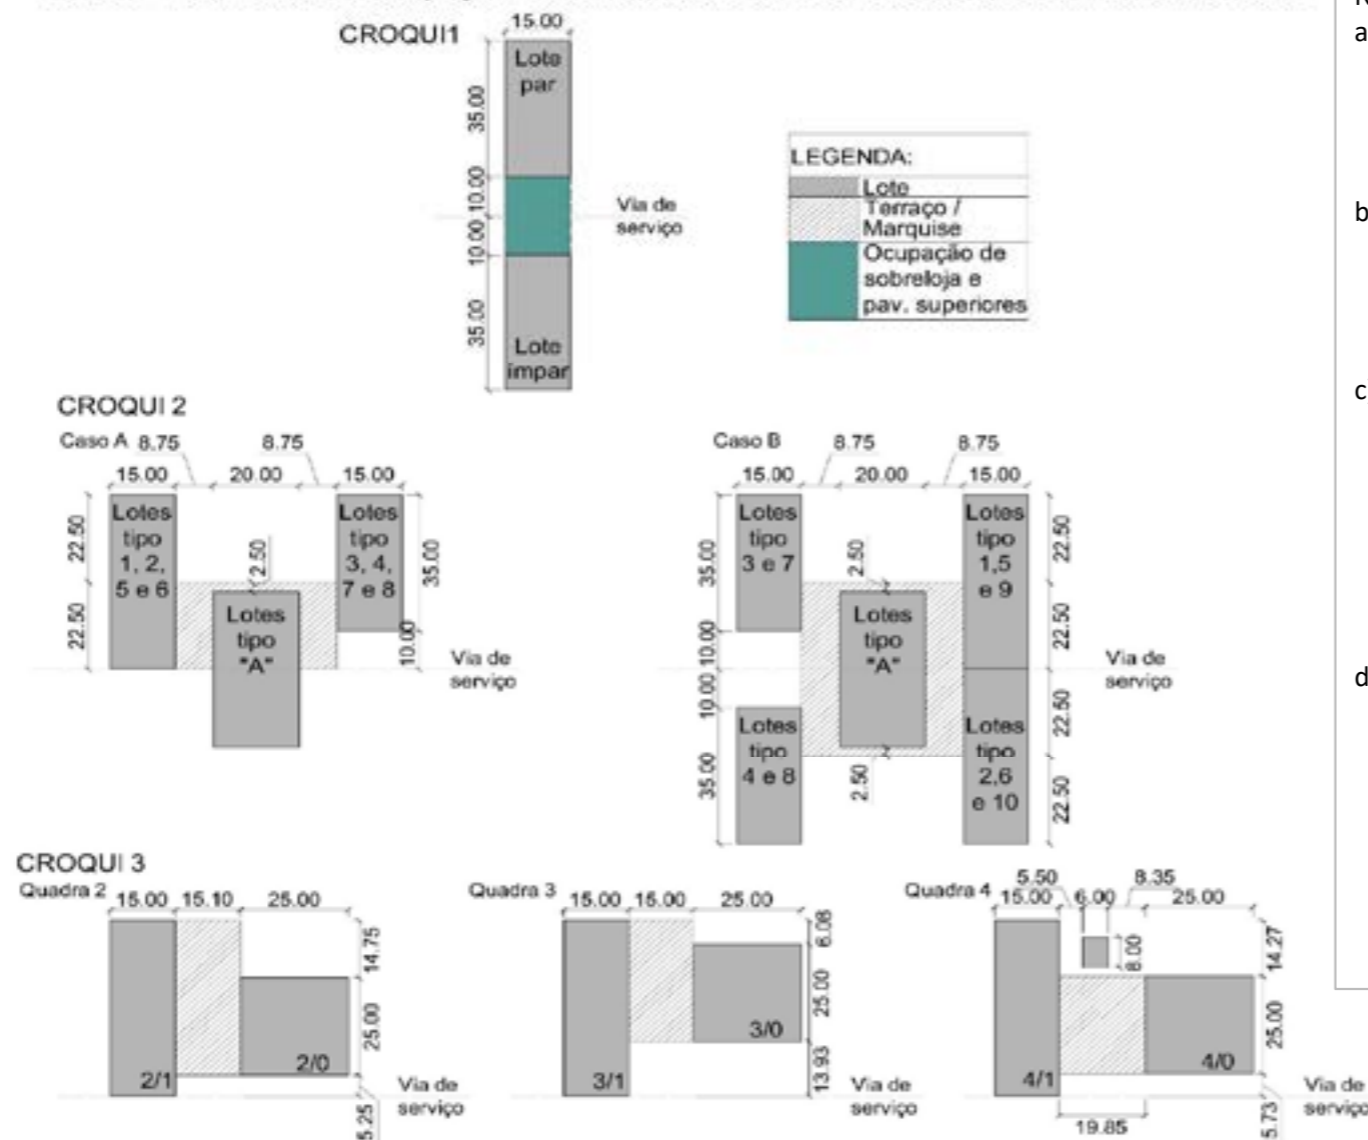 CROQUI1
15.00
Lote
par
35.00
10.00
10.00
35.00
Via de
serviço
Lote
impar
LEGENDA:
Lote
Terraço /
Marquise
Ocupação de
sobreloja e
pav. superiores
CROQUI 2
Caso A
8.75
8.75
15.00
20.00
15.00
22.50
22.50
Lotes
tipo
1, 2,
5 e 6
2.50
Lotes
tipo
"A"
Lotes
tipo
3, 4,
7 e 8
35.00
10.00
Via de
serviço
Caso B
8.75
8.75
15.00
20.00
15.00
35.00
10.00
10.00
35.00
Lotes
tipo
3 e 7
2.50
Lotes
tipo
"A"
Lotes
tipo
1,5
e 9
22.50
22.50
22.50
22.50
Via de
serviço
Lotes
tipo
4 e 8
2.50
Lotes
tipo
2,6
e 10
CROQUI 3
Quadra 2
15.00
15.10
25.00
14.75
25.00
5.25
2/1
2/0
Via de
serviço
Quadra 3
15.00
15.00
25.00
6.08
25.00
13.93
3/1
3/0
Via de
serviço
Quadra 4
5.50
8.35
15.00
6.00
25.00
8.00
14.27
25.00
5.73
4/1
4/0
19.85
Via de
serviço
a
b
c
d